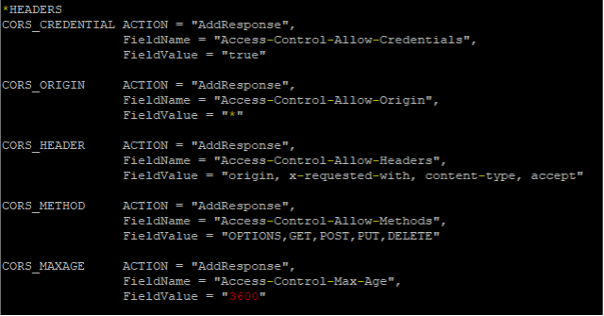 *HEADERS
CORS_CREDENTIAL ACTION = "AddResponse",
FieldName = "Access-Control-Allow-Credentials",
FieldValue = "true"
CORS_ORIGIN ACTION = "AddResponse",
FieldName = "Access-Control-Allow-Origin",
FieldValue = "*"
CORS_HEADER ACTION = "AddResponse",
FieldName = "Access-Control-Allow-Headers",
FieldValue = "origin, x-requested-with, content-type, accept"
CORS_METHOD ACTION = "AddResponse",
FieldName = "Access-Control-Allow-Methods",
FieldValue = "OPTIONS,GET,POST,PUT,DELETE"
CORS_MAXAGE ACTION = "AddResponse",
FieldName = "Access-Control-Max-Age",
FieldValue = "3600"